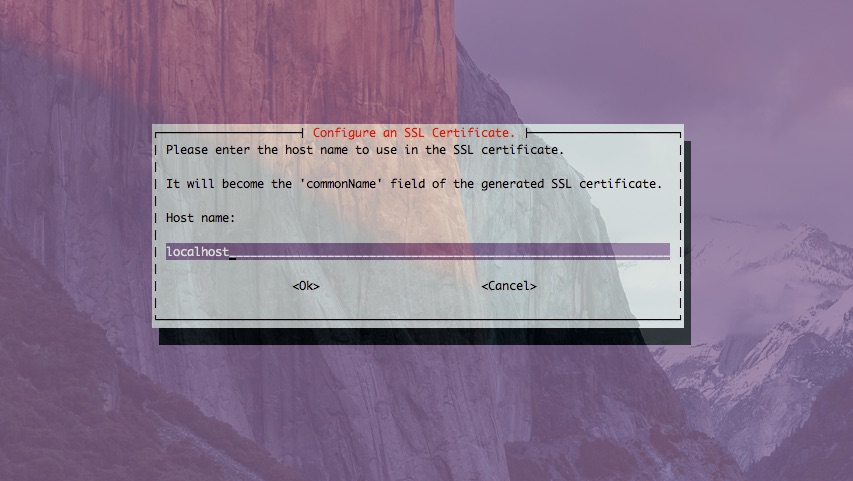 Configure an SSL Certificate.
Please enter the host name to use in the SSL certificate.
It will become the 'commonName' field of the generated SSL certificate.
Host name:
localhost
<Ok> <Cancel>